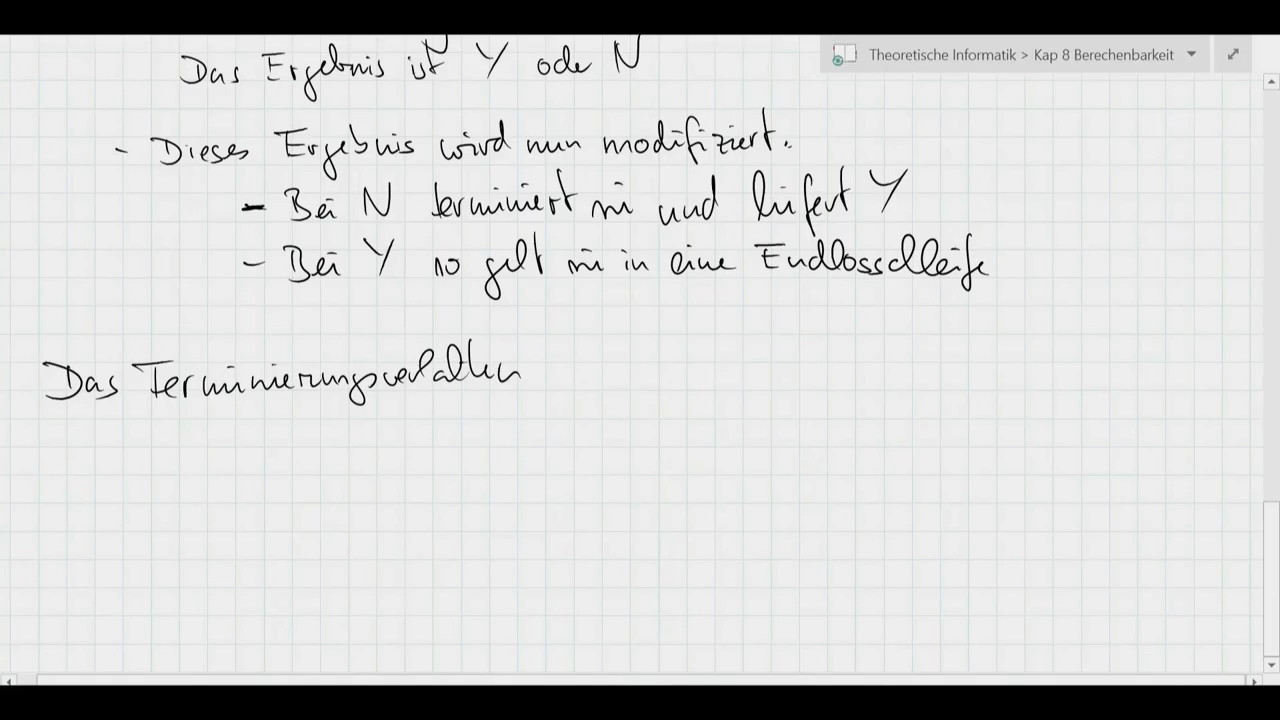 Das Ergebnis ist Y oder N
Theoretische Informatik > Kap 8 Berechenbarkeit
- Dieses Ergebnis wird nun modifiziert.
- Bei N terminiert sie und liefert Y
- Bei Y so geht sie in eine Endlosschleife
Das Terminierungsverhalten